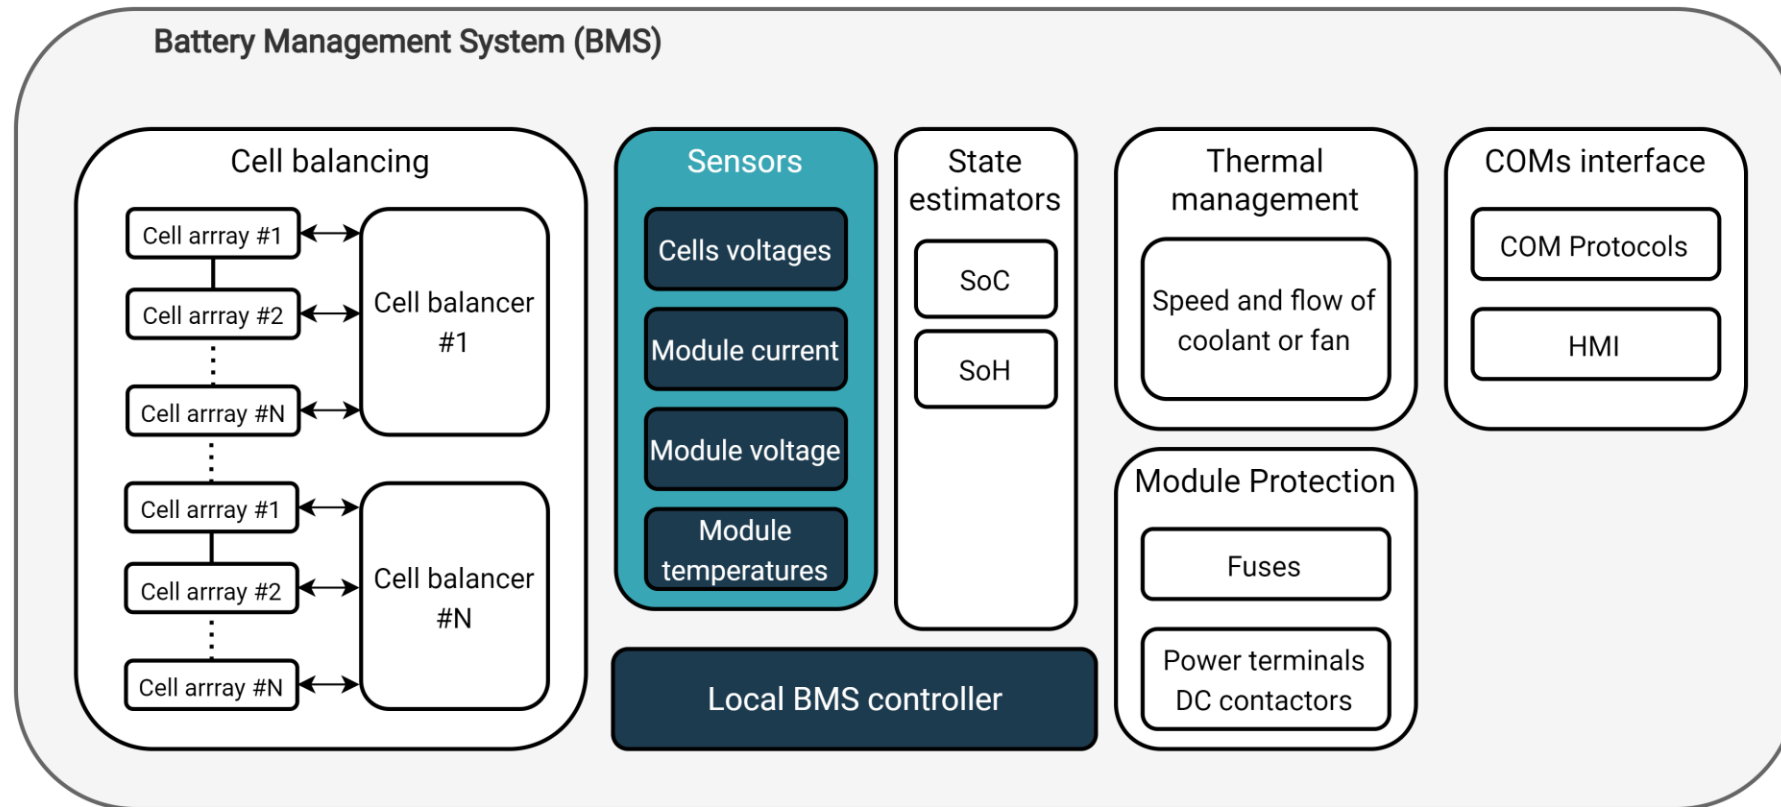 Battery Management System (BMS)
Cell balancing
Cell arrray #1
Cell arrray #2
Cell arrray #N
Cell balancer
#1
Cell arrray #1
Cell arrray #2
Cell arrray #N
Cell balancer
#N
Sensors
Cells voltages
Module current
Module voltage
Module
temperatures
State
estimators
SoC
SoH
Local BMS controller
Thermal
management
Speed and flow of
coolant or fan
Module Protection
Fuses
Power terminals
DC contactors
COMs interface
COM Protocols
HMI